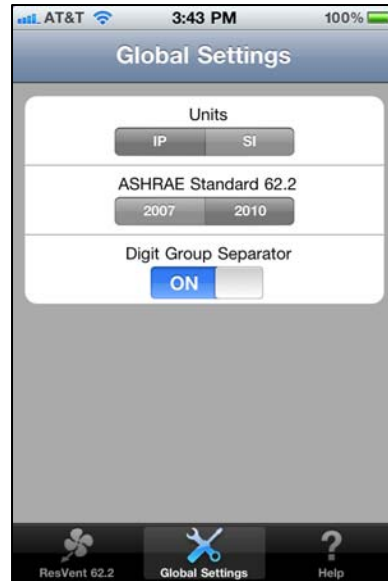 AT&T 3:43 PM 100%
Global Settings
Units
IP SI
ASHRAE Standard 62.2
2007 2010
Digit Group Separator
ON
ResVent 62.2 Global Settings Help